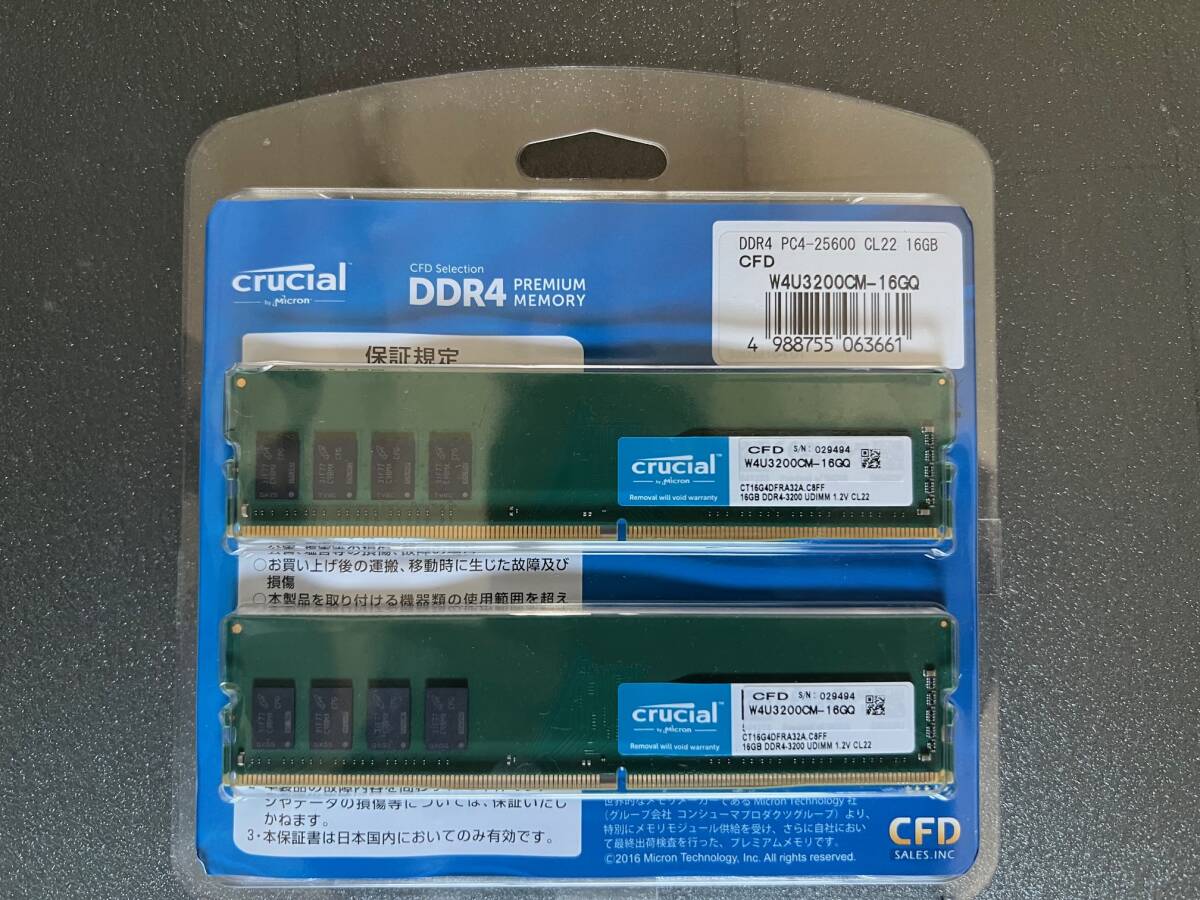 crucial
by Micron
CFD Selection
DDR4 PREMIUM MEMORY
DDR4 PC4-25600 CL22 16GB
CFD
W4U3200CM-16GQ
4 988755 063661
保証規定
crucial
by Micron
Removal will void warranty
CFD S/N: 029494
W4U3200CM-16GQ
CT16G4DFRA32A.C8FF
16GB DDR4-3200 UDIMM 1.2V CL22
○お買い上げ後の運搬、移動時に生じた故障及び
損傷
○本製品を取り付ける機器類の使用範囲を超え
crucial
by Micron
Removal will void warranty
CFD S/N: 029494
W4U3200CM-16GQ
CT16G4DFRA32A.C8FF
16GB DDR4-3200 UDIMM 1.2V CL22
ンやデータの損傷等については、保証いたし
かねます。
3・本保証書は日本国内においてのみ有効です。
世界的なメモリメーカーである Micron Technology 社
(グループ会社 コンシューマプロダクツグループ) より、
特別にメモリモジュール供給を受け、さらに自社におい
て最終出荷検査を行った、プレミアムメモリです。
©2016 Micron Technology, Inc. All rights reserved.
CFD
SALES.INC